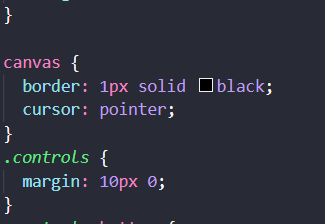 }
canvas {
border: 1px solid black;
cursor: pointer;
}
.controls {
margin: 10px 0;
}